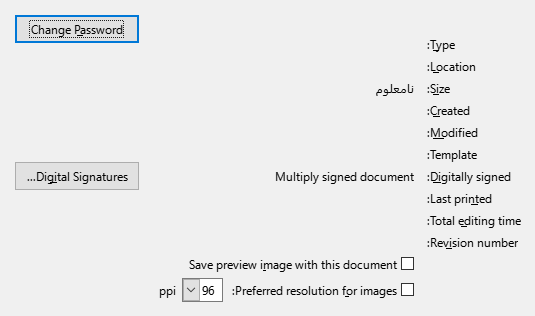 Change Password
Type:
Location:
Size: نامعلوم
Created:
Modified:
Template:
Digitally signed: Multiply signed document Digital Signatures...
Last printed:
Total editing time:
Revision number:
Save preview image with this document
Preferred resolution for images: 96 ppi